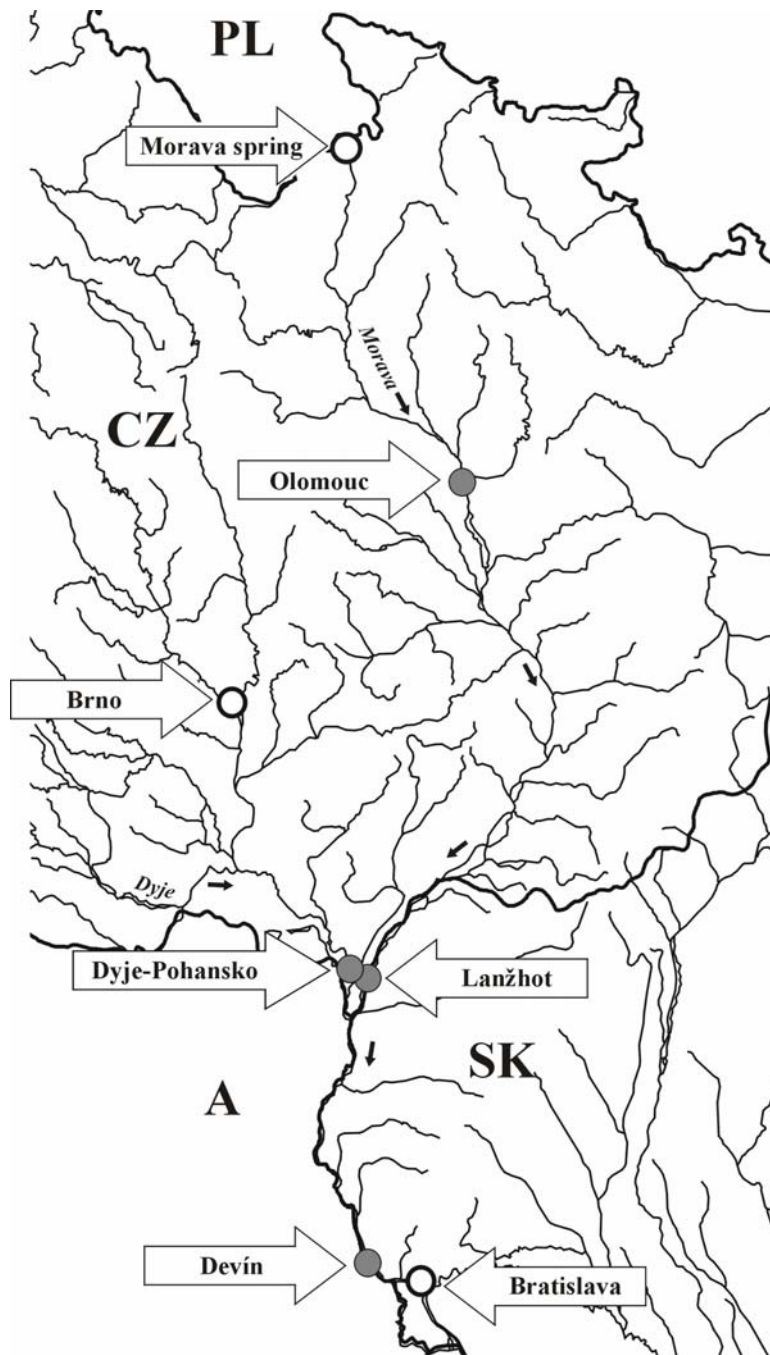 PL
Morava spring
Morava
CZ
Olomouc
Brno
Dyje
Dyje-Pohansko
Lanžhot
SK
A
Devín
Bratislava